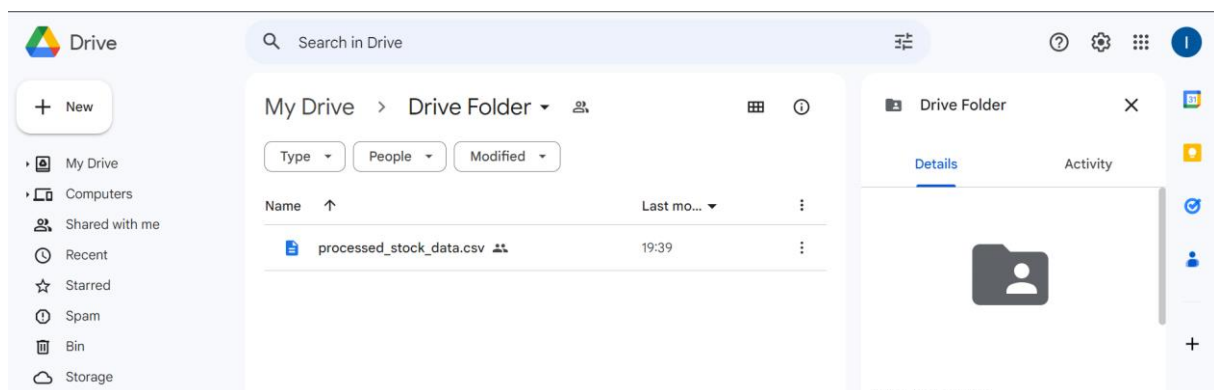 Drive
Search in Drive
I
New
My Drive
Computers
Shared with me
Recent
Starred
Spam
Bin
Storage
My Drive > Drive Folder
Type
People
Modified
Name
Last mo...
processed_stock_data.csv
19:39
Drive Folder
Details
Activity
31